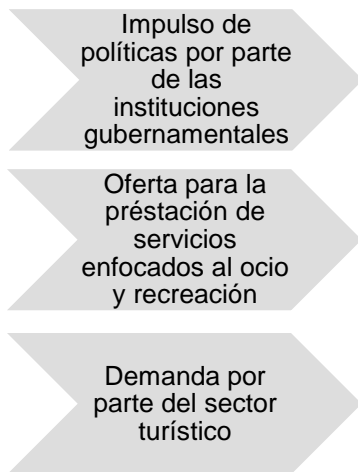 Impulso de
políticas por parte
de las
instituciones
gubernamentales
Oferta para la
préstación de
servicios
enfocados al ocio
y recreación
Demanda por
parte del sector
turístico